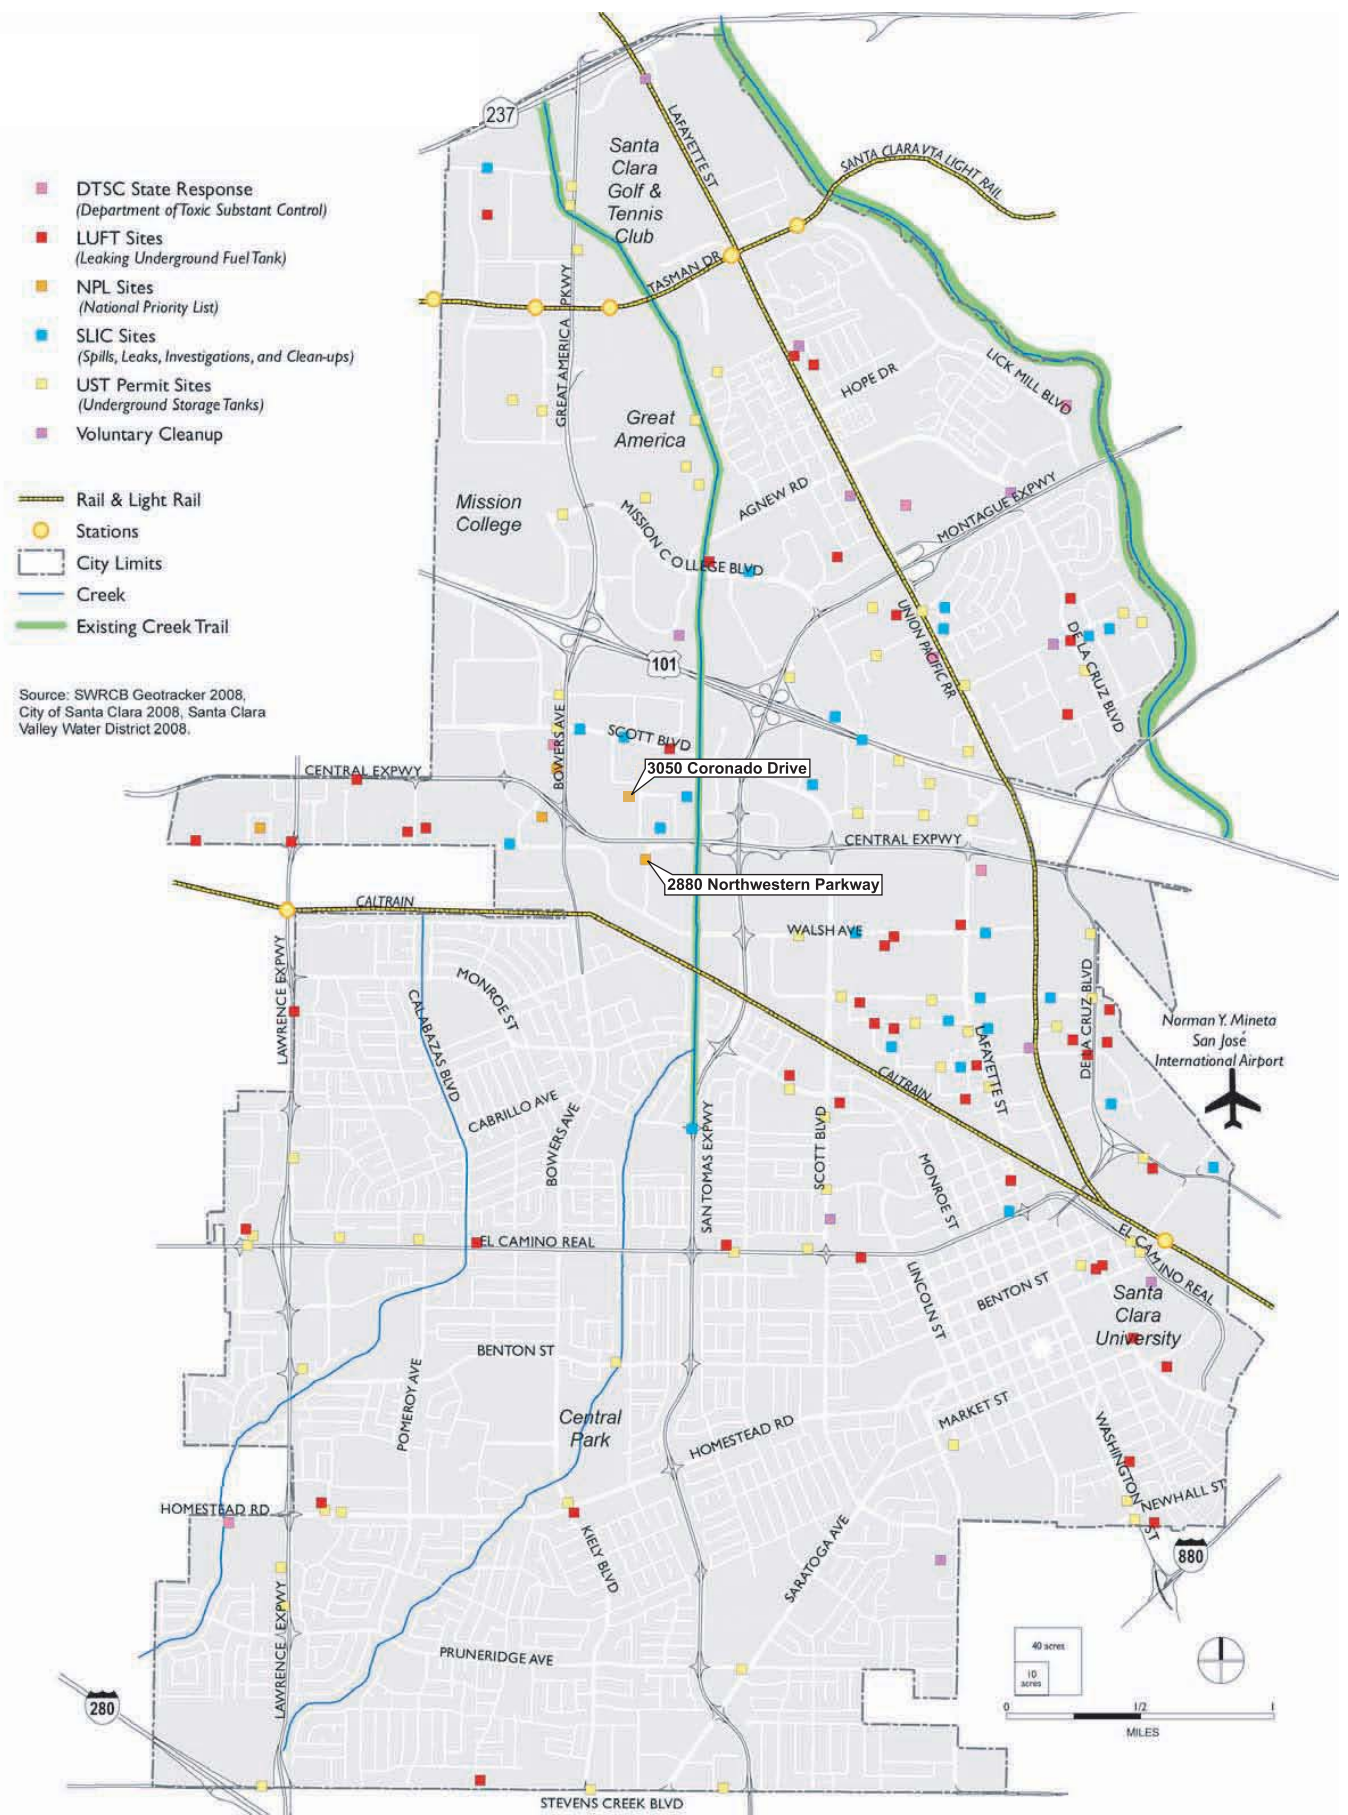 237
LAFAYETTE ST
Santa
Clara
Golf &
Tennis
Club
SANTA CLARA VTA LIGHT RAIL
DTSC State Response
(Department of Toxic Substant Control)
LUFT Sites
(Leaking Underground Fuel Tank)
NPL Sites
(National Priority List)
SLIC Sites
(Spills, Leaks, Investigations, and Clean-ups)
UST Permit Sites
(Underground Storage Tanks)
Voluntary Cleanup
Rail & Light Rail
Stations
City Limits
Creek
Existing Creek Trail
Source: SWRCB Geotracker 2008,
City of Santa Clara 2008, Santa Clara
Valley Water District 2008.
TASMAN DR
GREAT AMERICA PKWY
HOPE DR
LICK MILL BLVD
Great
America
Mission
College
AGNEW RD
MONTAGUE EXPWY
MISSION COLLEGE BLVD
UNION PACIFIC RR
DE LA CRUZ BLVD
101
BOWERS AVE
SCOTT BLVD
3050 Coronado Drive
CENTRAL EXPWY
CENTRAL EXPWY
2880 Northwestern Parkway
CALTRAIN
WALSH AVE
LAWRENCE EXPWY
MONROE ST
CALABAZAS BLVD
DE LA CRUZ BLVD
Norman Y. Mineta
San José
International Airport
LAFAYETTE ST
CALTRAIN
CABRILLO AVE
BOWERS AVE
SAN TOMAS EXPWY
SCOTT BLVD
MONROE ST
EL CAMINO REAL
EL CAMINO REAL
LINCOLN ST
BENTON ST
Santa
Clara
University
BENTON ST
POMEROY AVE
Central
Park
HOMESTEAD RD
MARKET ST
WASHINGTON ST
NEWHALL ST
HOMESTEAD RD
KIELY BLVD
SARATOGA AVE
880
LAWRENCE EXPWY
PRUNERIDGE AVE
40 acres
10
acres
280
0
1/2
1
MILES
STEVENS CREEK BLVD